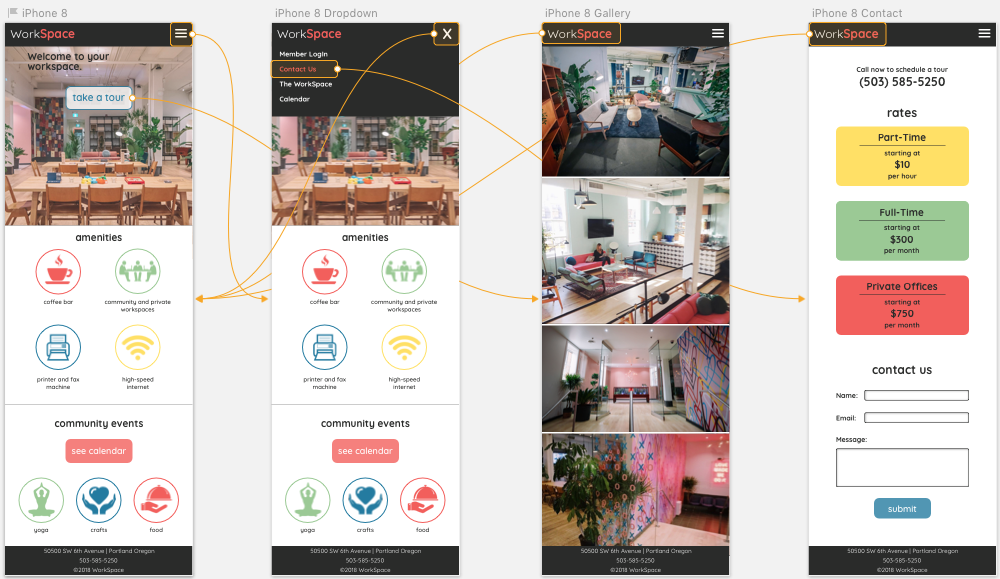 iPhone 8
WorkSpace
Welcome to your
workspace.
take a tour
amenities
coffee bar
community and private
workspaces
printer and fax
machine
high-speed
internet
community events
see calendar
yoga
crafts
food
50500 SW 6th Avenue | Portland Oregon
503-585-5250
©2018 WorkSpace
iPhone 8 Dropdown
WorkSpace
X
Member Login
Contact Us
The WorkSpace
Calendar
amenities
coffee bar
community and private
workspaces
printer and fax
machine
high-speed
internet
community events
see calendar
yoga
crafts
food
50500 SW 6th Avenue | Portland Oregon
503-585-5250
©2018 WorkSpace
iPhone 8 Gallery
WorkSpace
50500 SW 6th Avenue | Portland Oregon
503-585-5250
©2018 WorkSpace
iPhone 8 Contact
WorkSpace
Call now to schedule a tour
(503) 585-5250
rates
Part-Time
starting at
$10
per hour
Full-Time
starting at
$300
per month
Private Offices
starting at
$750
per month
contact us
Name:
Email:
Message:
submit
50500 SW 6th Avenue | Portland Oregon
503-585-5250
©2018 WorkSpace